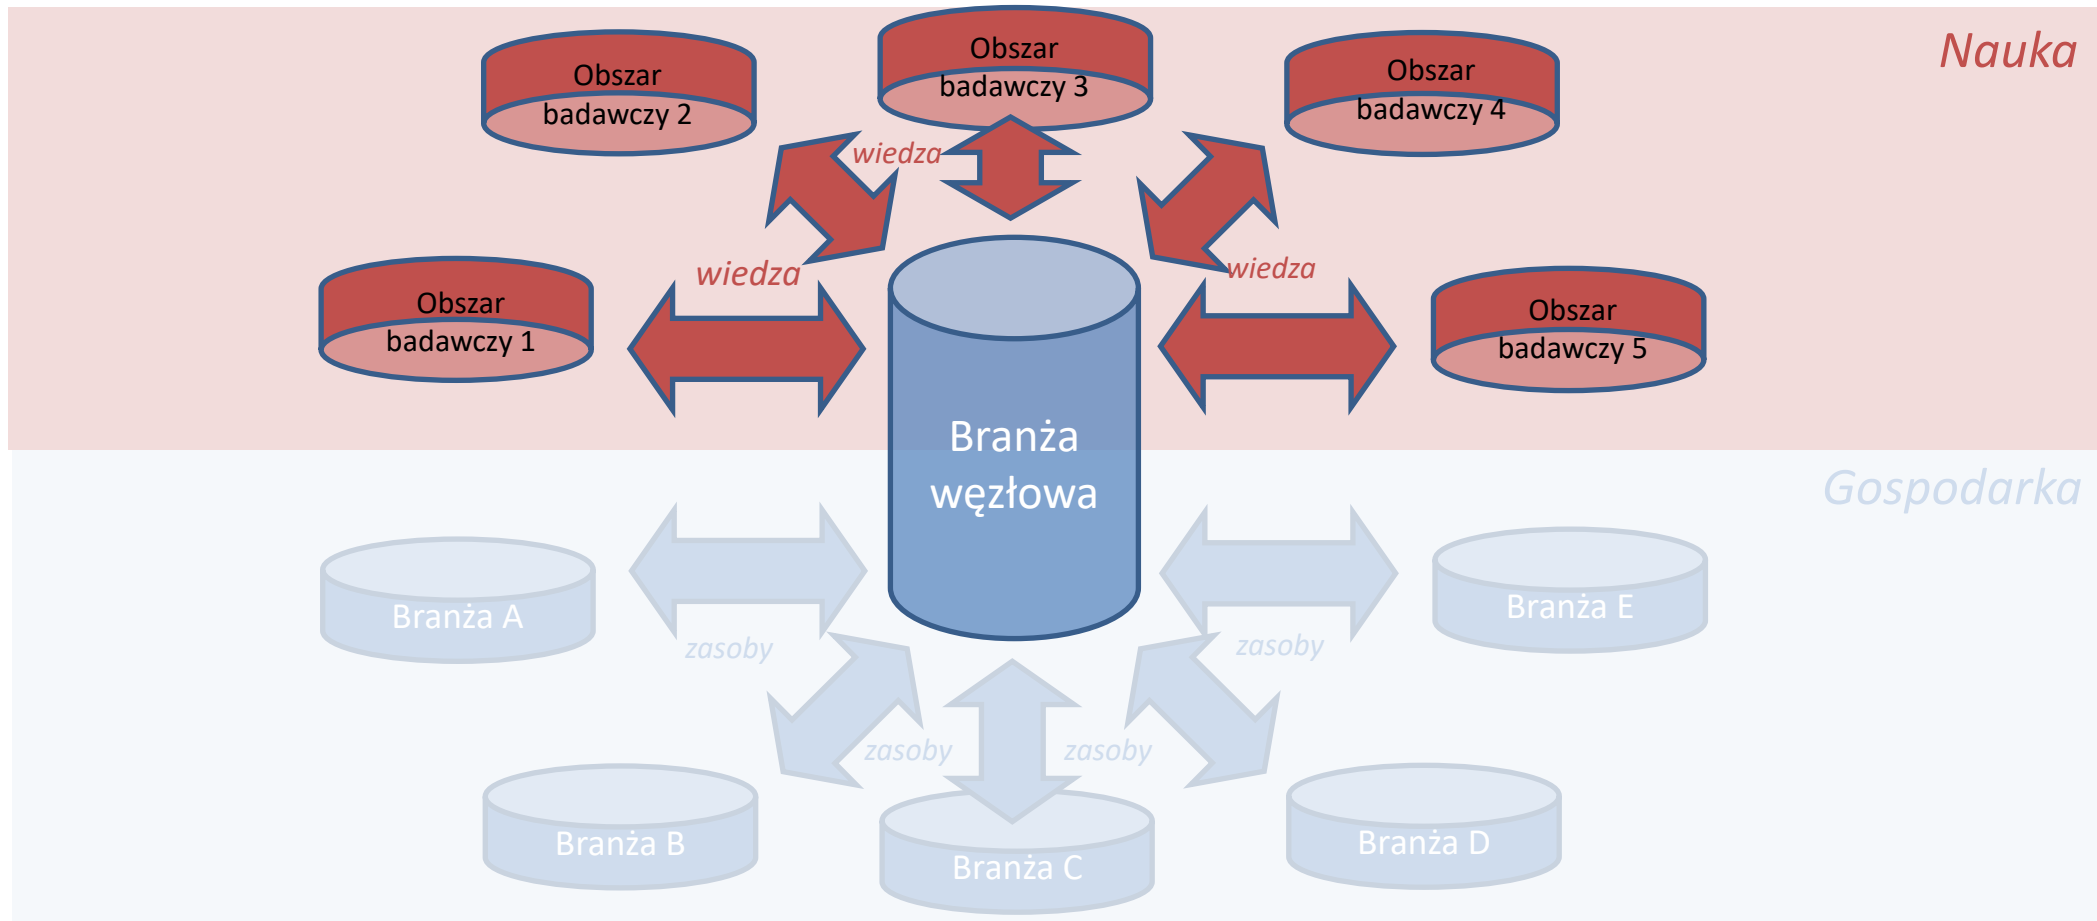 Nauka
Obszar
badawczy 3
Obszar
badawczy 2
Obszar
badawczy 4
wiedza
wiedza
wiedza
Obszar
badawczy 1
Obszar
badawczy 5
Branża
węzłowa
Gospodarka
Branża A
Branża E
zasoby
zasoby
zasoby
zasoby
Branża B
Branża D
Branża C